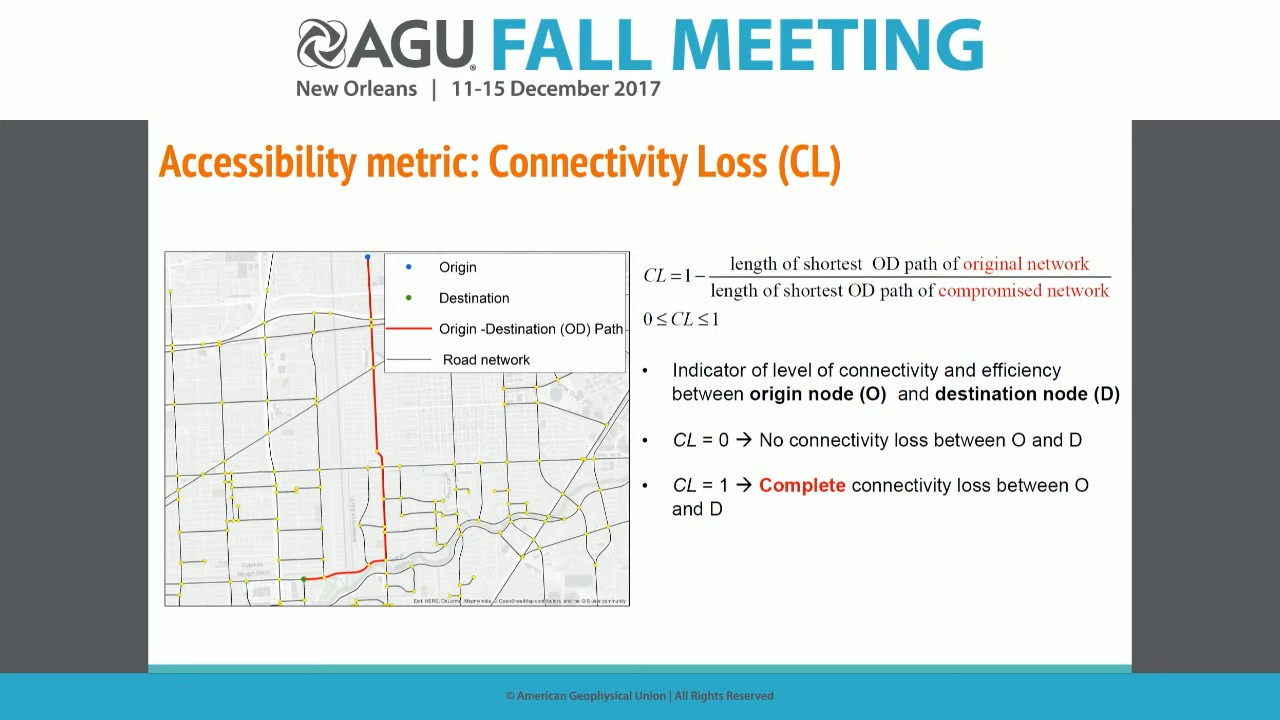 AGU FALL MEETING
New Orleans | 11-15 December 2017
Accessibility metric: Connectivity Loss (CL)
Origin
Destination
Origin -Destination (OD) Path
Road network
CL = 1 − length of shortest OD path of original network
length of shortest OD path of compromised network
0 ≤ CL ≤ 1
• Indicator of level of connectivity and efficiency
between origin node (O) and destination node (D)
• CL = 0 → No connectivity loss between O and D
• CL = 1 → Complete connectivity loss between O
and D
© American Geophysical Union | All Rights Reserved